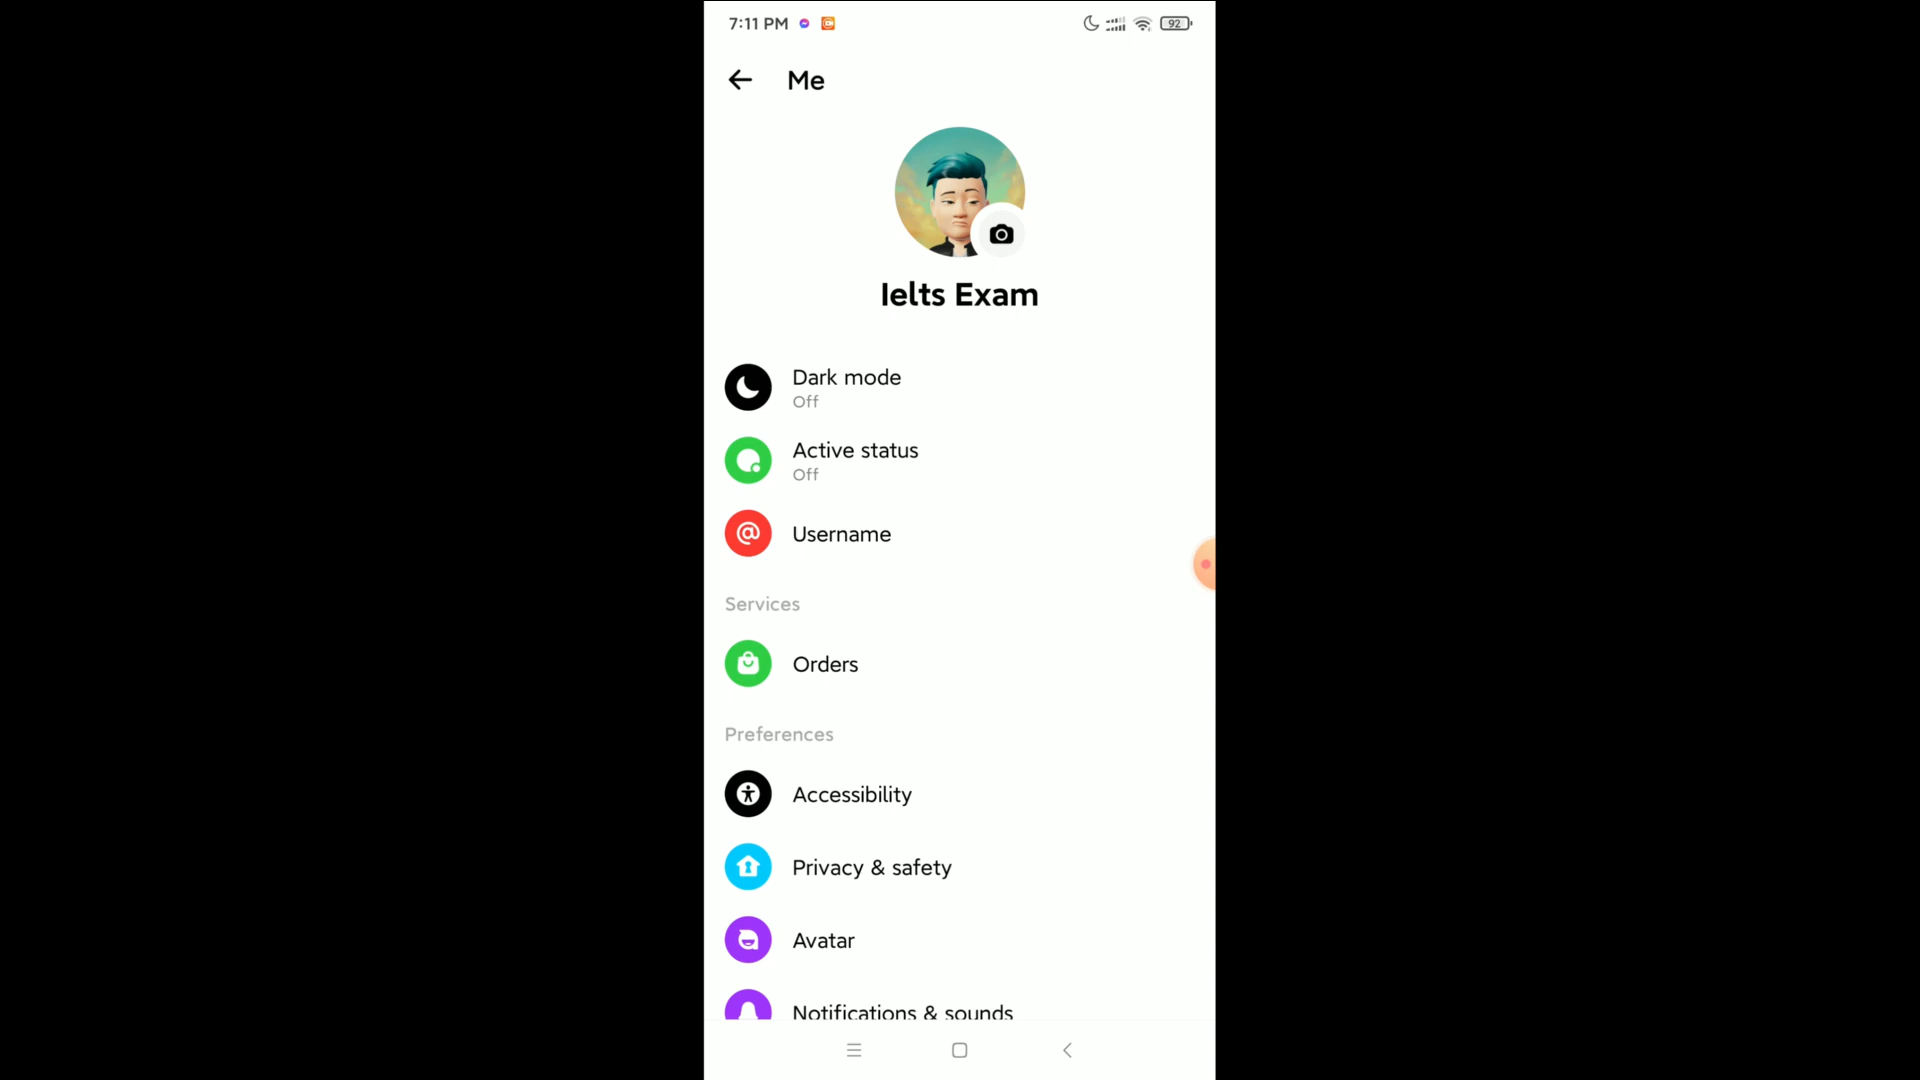 7:11 PM
92
Me
Ielts Exam
Dark mode
Off
Active status
Off
Username
Services
Orders
Preferences
Accessibility
Privacy & safety
Avatar
Notifications & sounds